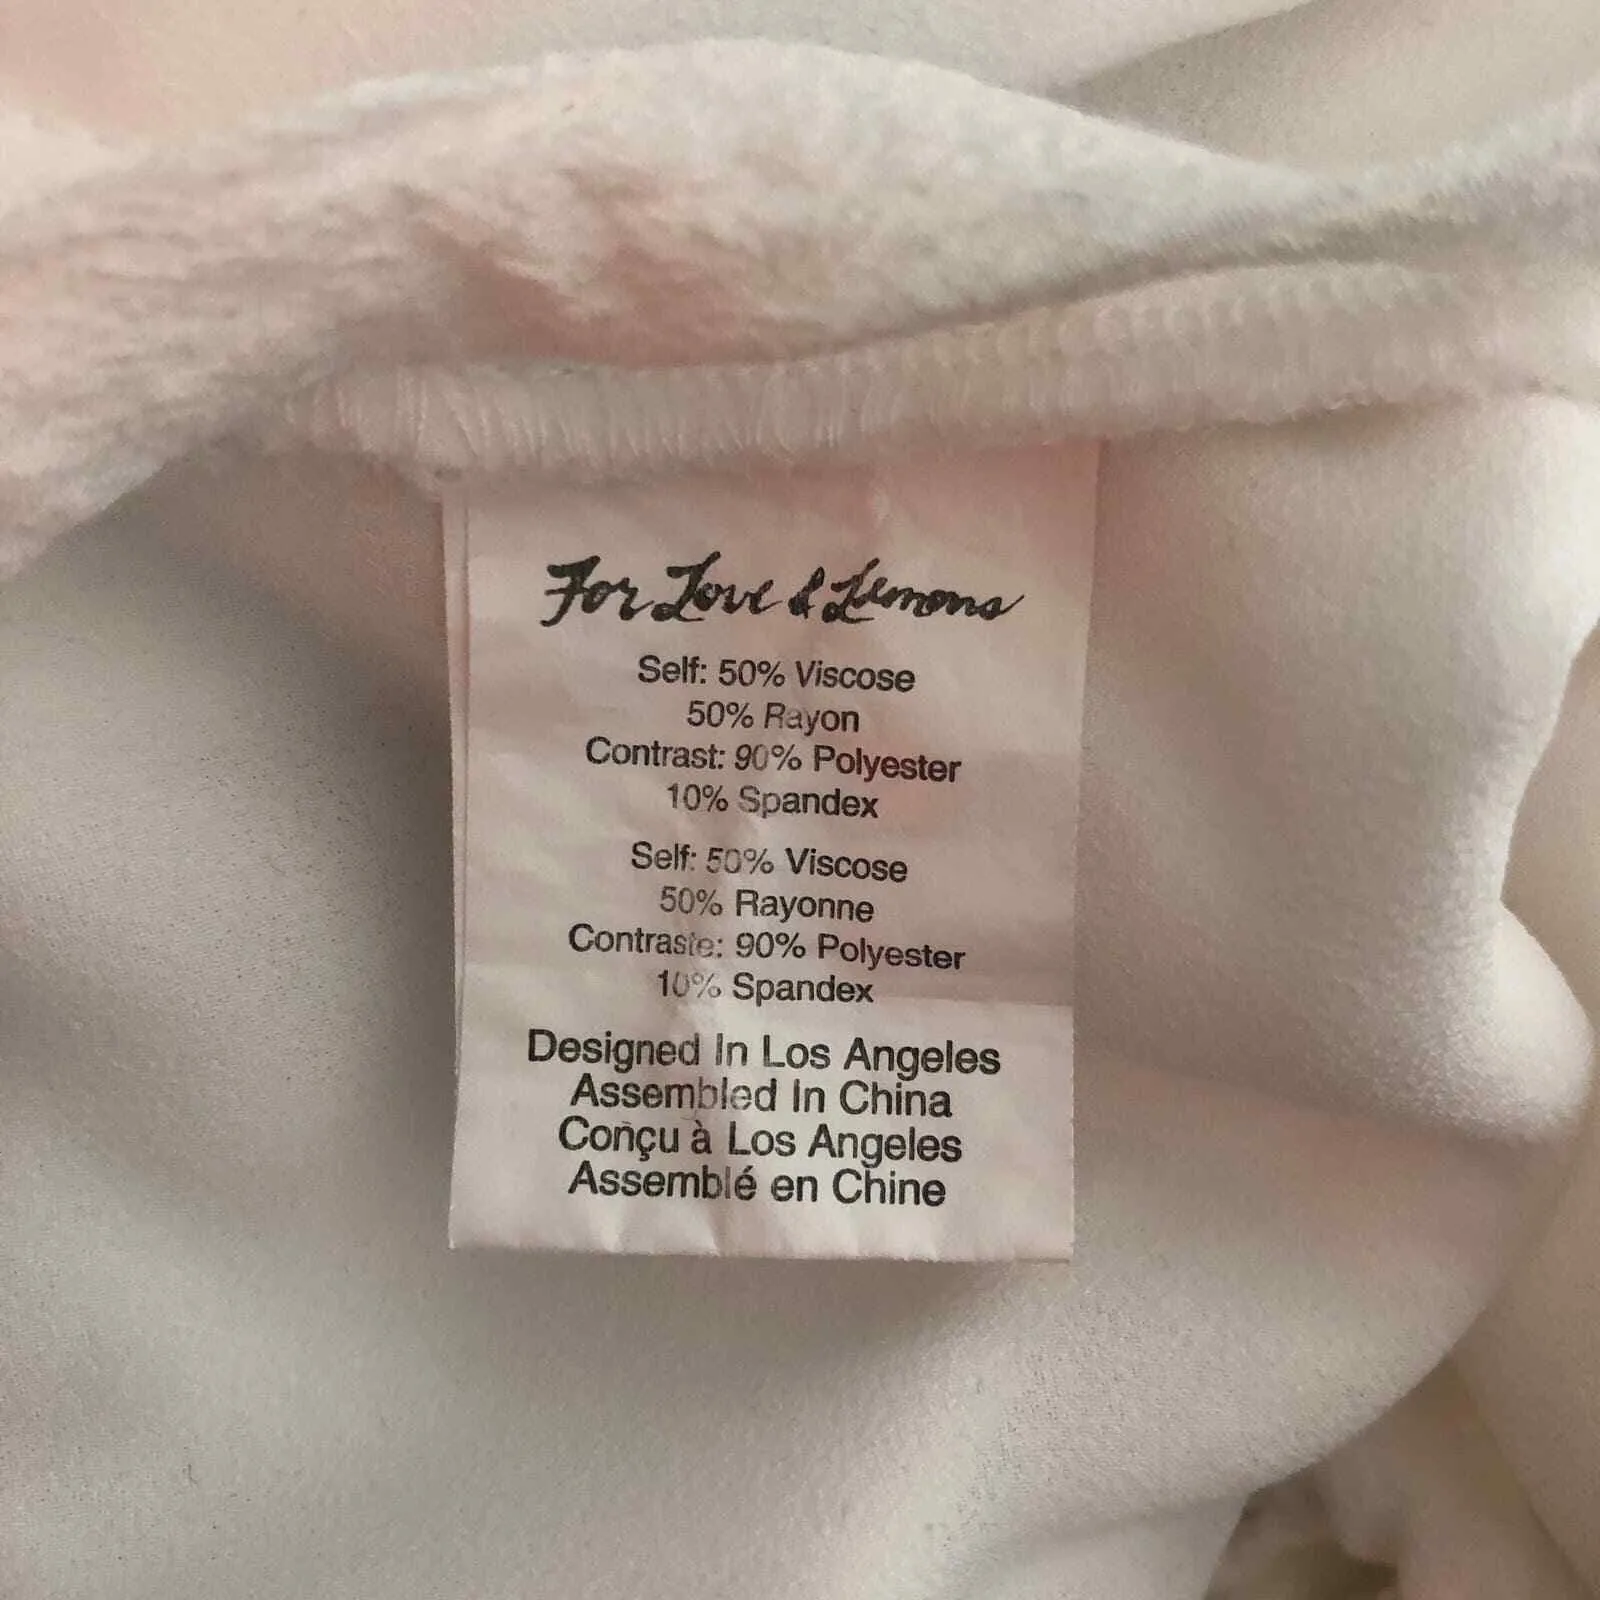 For Love & Lemons
Self: 50% Viscose
50% Rayon
Contrast: 90% Polyester
10% Spandex
Self: 50% Viscose
50% Rayonne
Contraste: 90% Polyester
10% Spandex
Designed In Los Angeles
Assembled In China
Conçu à Los Angeles
Assemblé en Chine